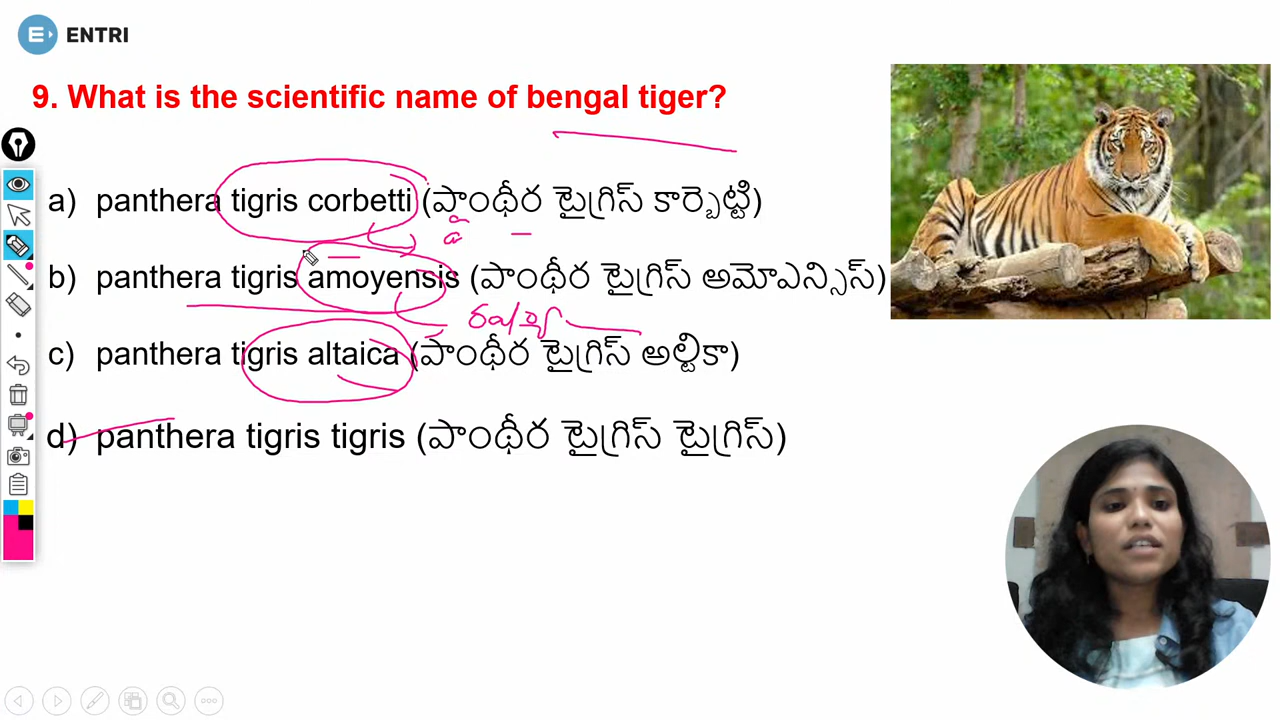 ENTRI
9. What is the scientific name of bengal tiger?
a) panthera tigris corbetti (పాంథీర టైగ్రిస్ కార్బెట్టి)
b) panthera tigris amoyensis (పాంథీర టైగ్రిస్ అమోఎన్సిస్)
c) panthera tigris altaica (పాంథీర టైగ్రిస్ అల్టికా)
d) panthera tigris tigris (పాంథీర టైగ్రిస్ టైగ్రిస్)